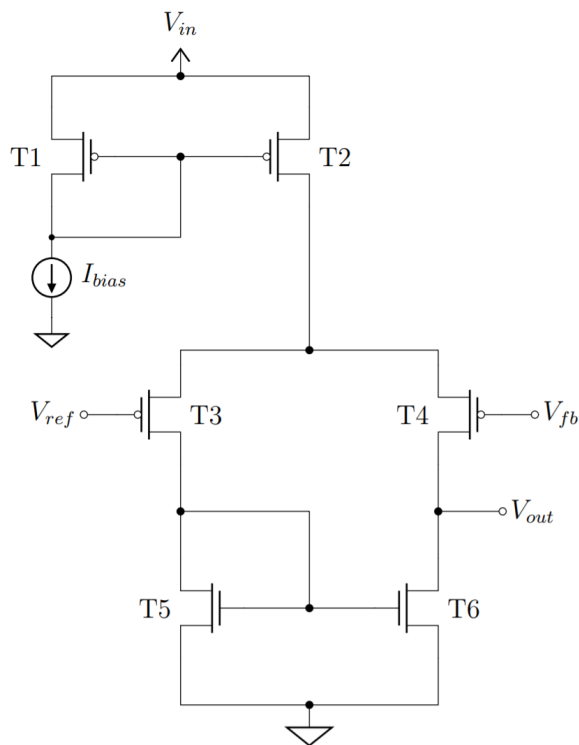 V_in
T1
T2
I_bias
V_ref
T3
T4
V_fb
V_out
T5
T6